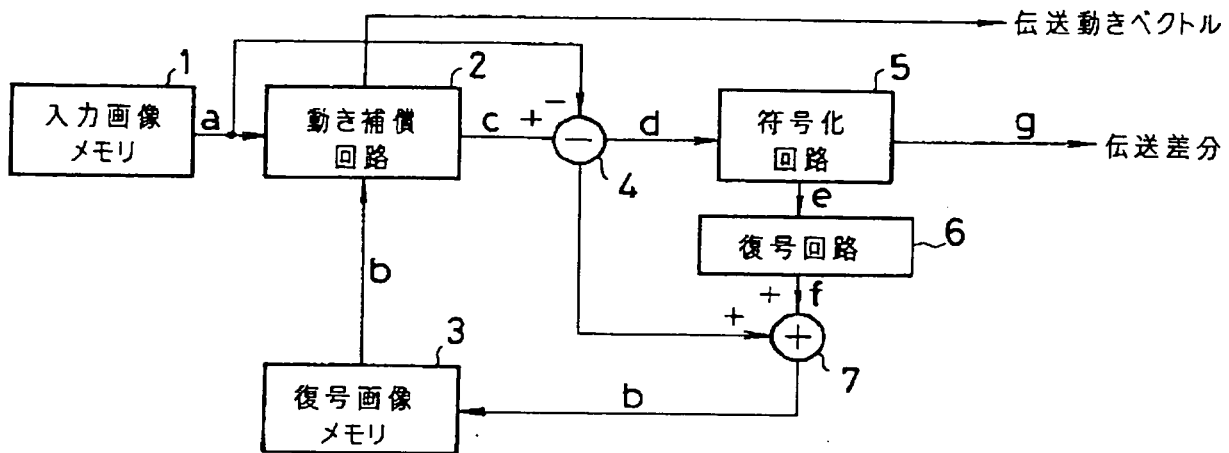 伝送動きベクトル
1
2
5
入力画像
メモリ
a
動き補償
回路
c
+
-
−
4
d
符号化
回路
g
伝送差分
e
復号回路
6
b
+
f
+
+
7
3
復号画像
メモリ
b